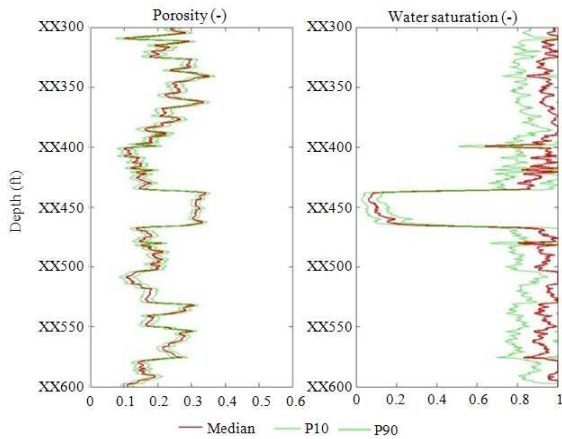 Porosity (-)
Water saturation (-)
Depth (ft)
XX300
XX350
XX400
XX450
XX500
XX550
XX600
0 0.1 0.2 0.3 0.4 0.5 0.6
XX300
XX350
XX400
XX450
XX500
XX550
XX600
0 0.2 0.4 0.6 0.8 1
Median P10 P90